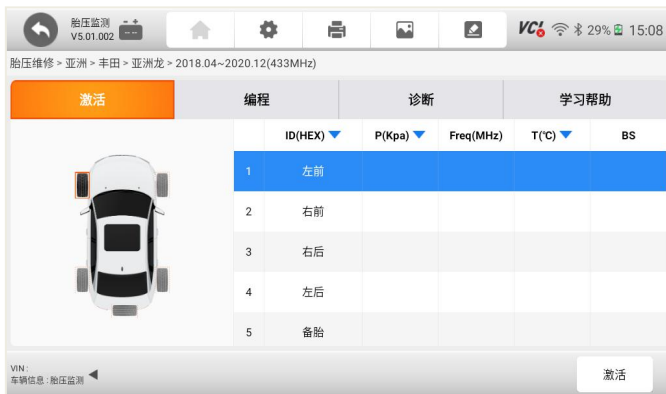 胎压监测
V5.01.002
VCI 29% 15:08
胎压维修 > 亚洲 > 丰田 > 亚洲龙 > 2018.04~2020.12(433MHz)
激活 编程 诊断 学习帮助
ID(HEX) P(Kpa) Freq(MHz) T(℃) BS
1 左前
2 右前
3 右后
4 左后
5 备胎
VIN :
车辆信息 : 胎压监测
激活